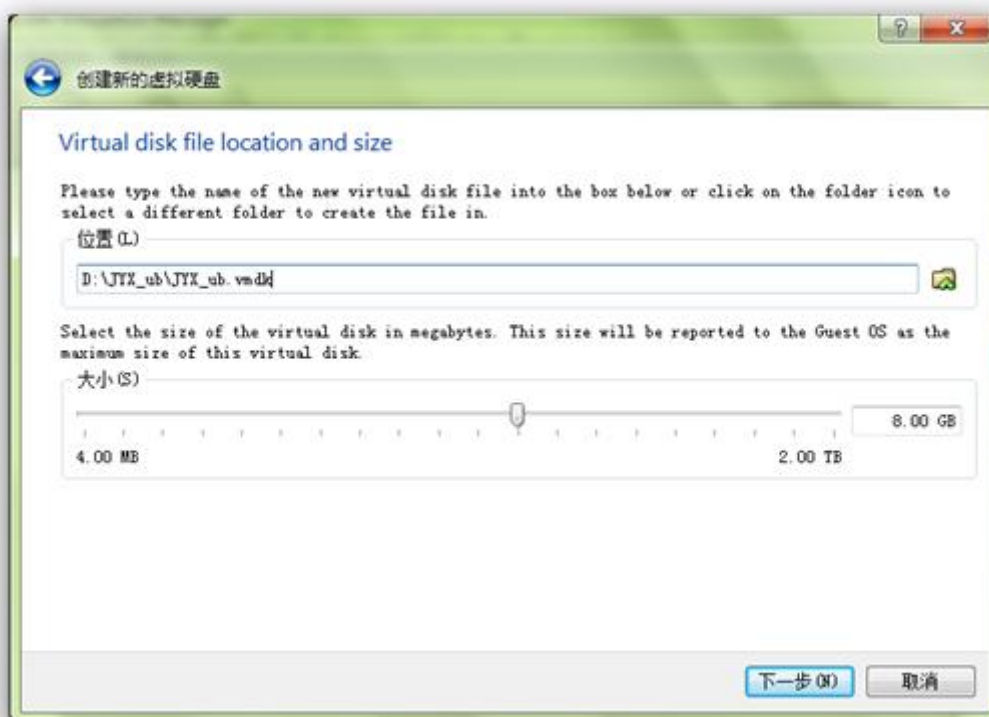 创建新的虚拟硬盘
Virtual disk file location and size
Please type the name of the new virtual disk file into the box below or click on the folder icon to
select a different folder to create the file in.
位置(L)
D:\JYX_ub\JYX_ub.vmdk
Select the size of the virtual disk in megabytes. This size will be reported to the Guest OS as the
maximum size of this virtual disk.
大小(S)
8.00 GB
4.00 MB 2.00 TB
下一步(N) 取消